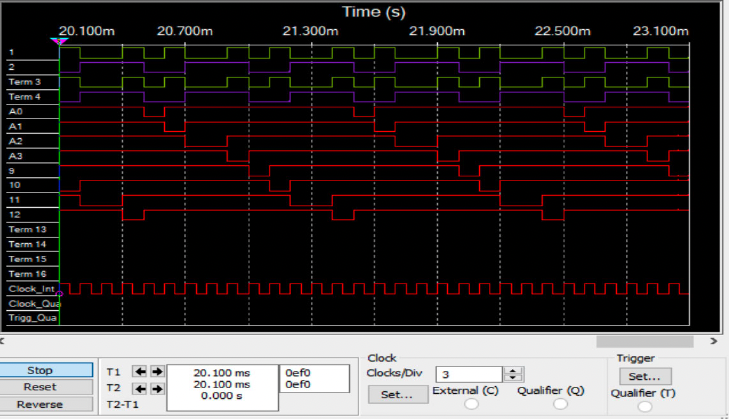 Time (s)
20.100m 20.700m 21.300m 21.900m 22.500m 23.100m
1
2
Term 3
Term 4
A0
A1
A2
A3
9
10
11
12
Term 13
Term 14
Term 15
Term 16
Clock_Int
Clock_Qua
Trigg_Qua
Stop
Reset
Reverse
T1 20.100 ms 0ef0
T2 20.100 ms 0ef0
T2-T1 0.000 s
Clock
Clocks/Div 3
Set... External (C) Qualifier (Q)
Trigger
Set...
Qualifier (T)